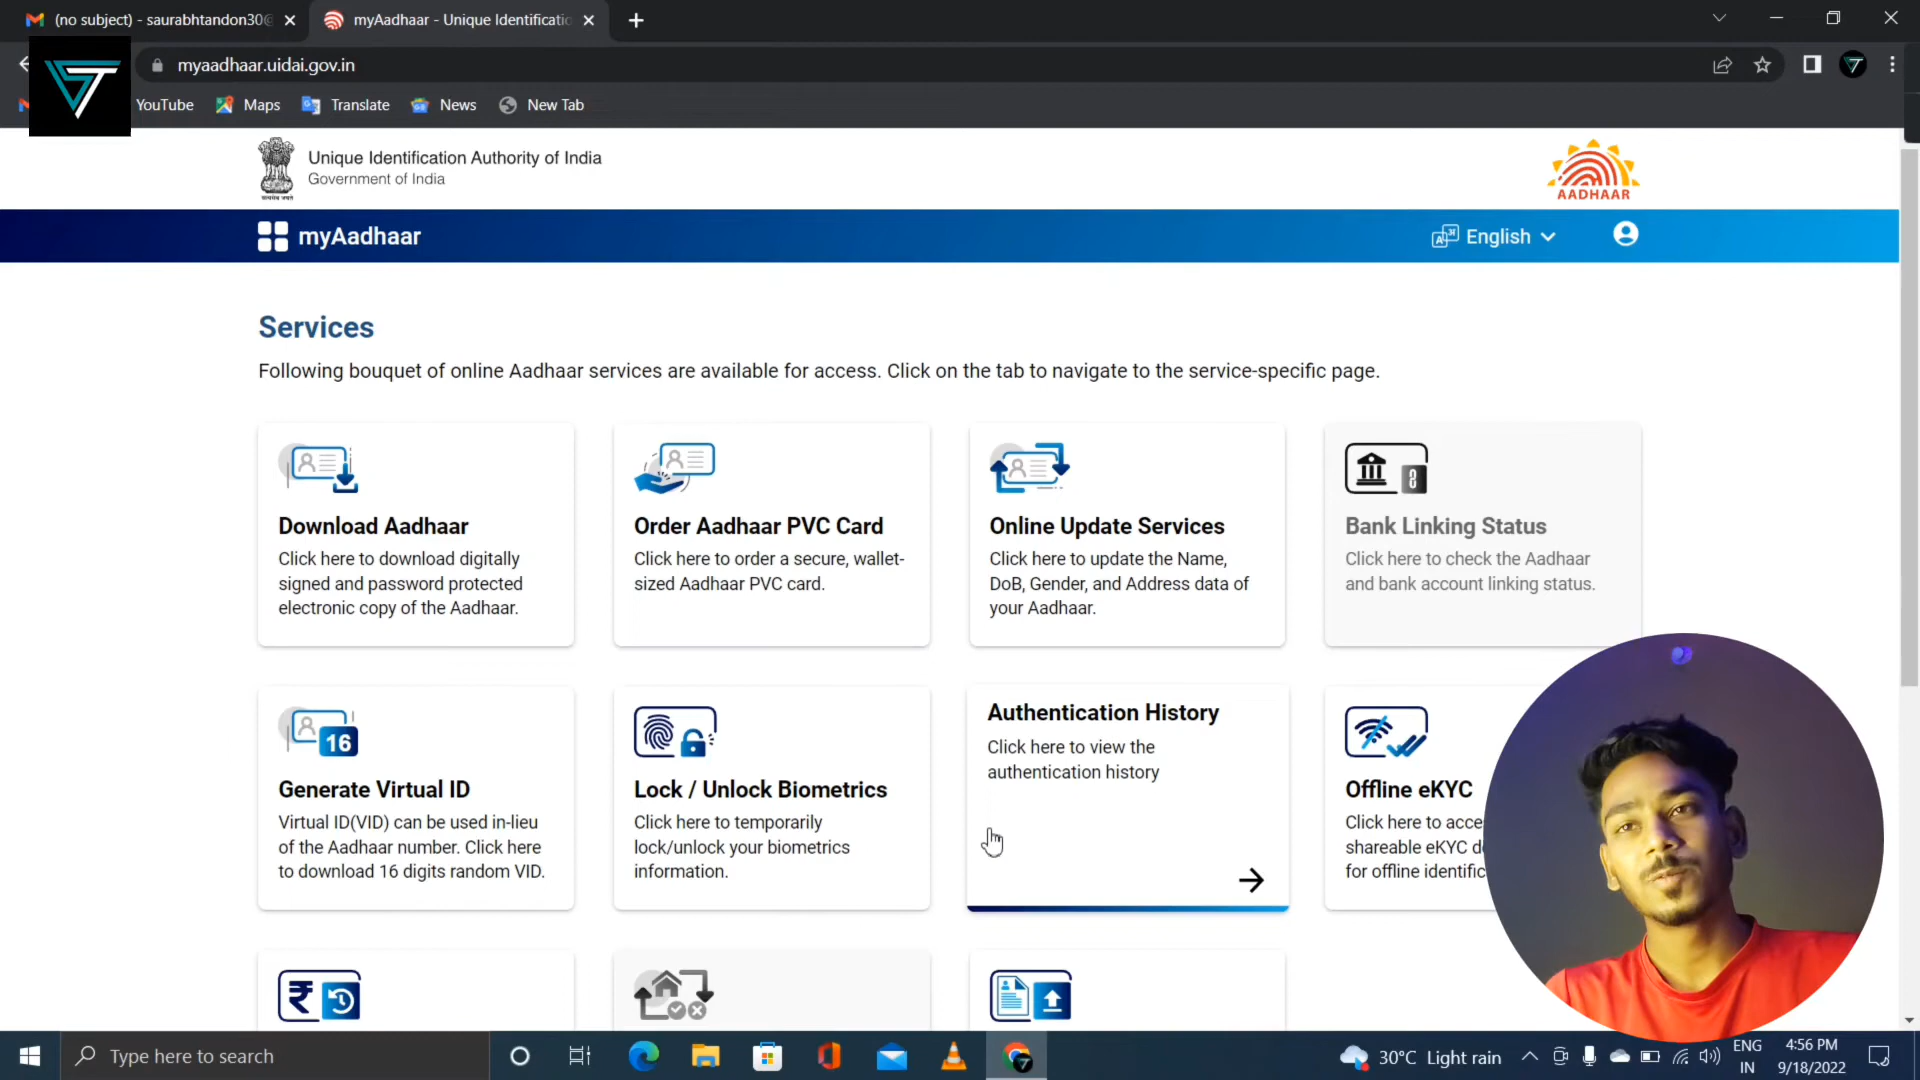 (no subject) - saurabhtandon30@
myAadhaar - Unique Identificatio
myaadhaar.uidai.gov.in
YouTube
Maps
Translate
News
New Tab
Unique Identification Authority of India
Government of India
AADHAAR
myAadhaar
English
Services
Following bouquet of online Aadhaar services are available for access. Click on the tab to navigate to the service-specific page.
Download Aadhaar
Click here to download digitally
signed and password protected
electronic copy of the Aadhaar.
Order Aadhaar PVC Card
Click here to order a secure, wallet-
sized Aadhaar PVC card.
Online Update Services
Click here to update the Name,
DoB, Gender, and Address data of
your Aadhaar.
Bank Linking Status
Click here to check the Aadhaar
and bank account linking status.
16
Generate Virtual ID
Virtual ID(VID) can be used in-lieu
of the Aadhaar number. Click here
to download 16 digits random VID.
Lock / Unlock Biometrics
Click here to temporarily
lock/unlock your biometrics
information.
Authentication History
Click here to view the
authentication history
Offline eKYC
Click here to acce
shareable eKYC d
for offline identific
₹
Type here to search
30°C Light rain
ENG
IN
4:56 PM
9/18/2022